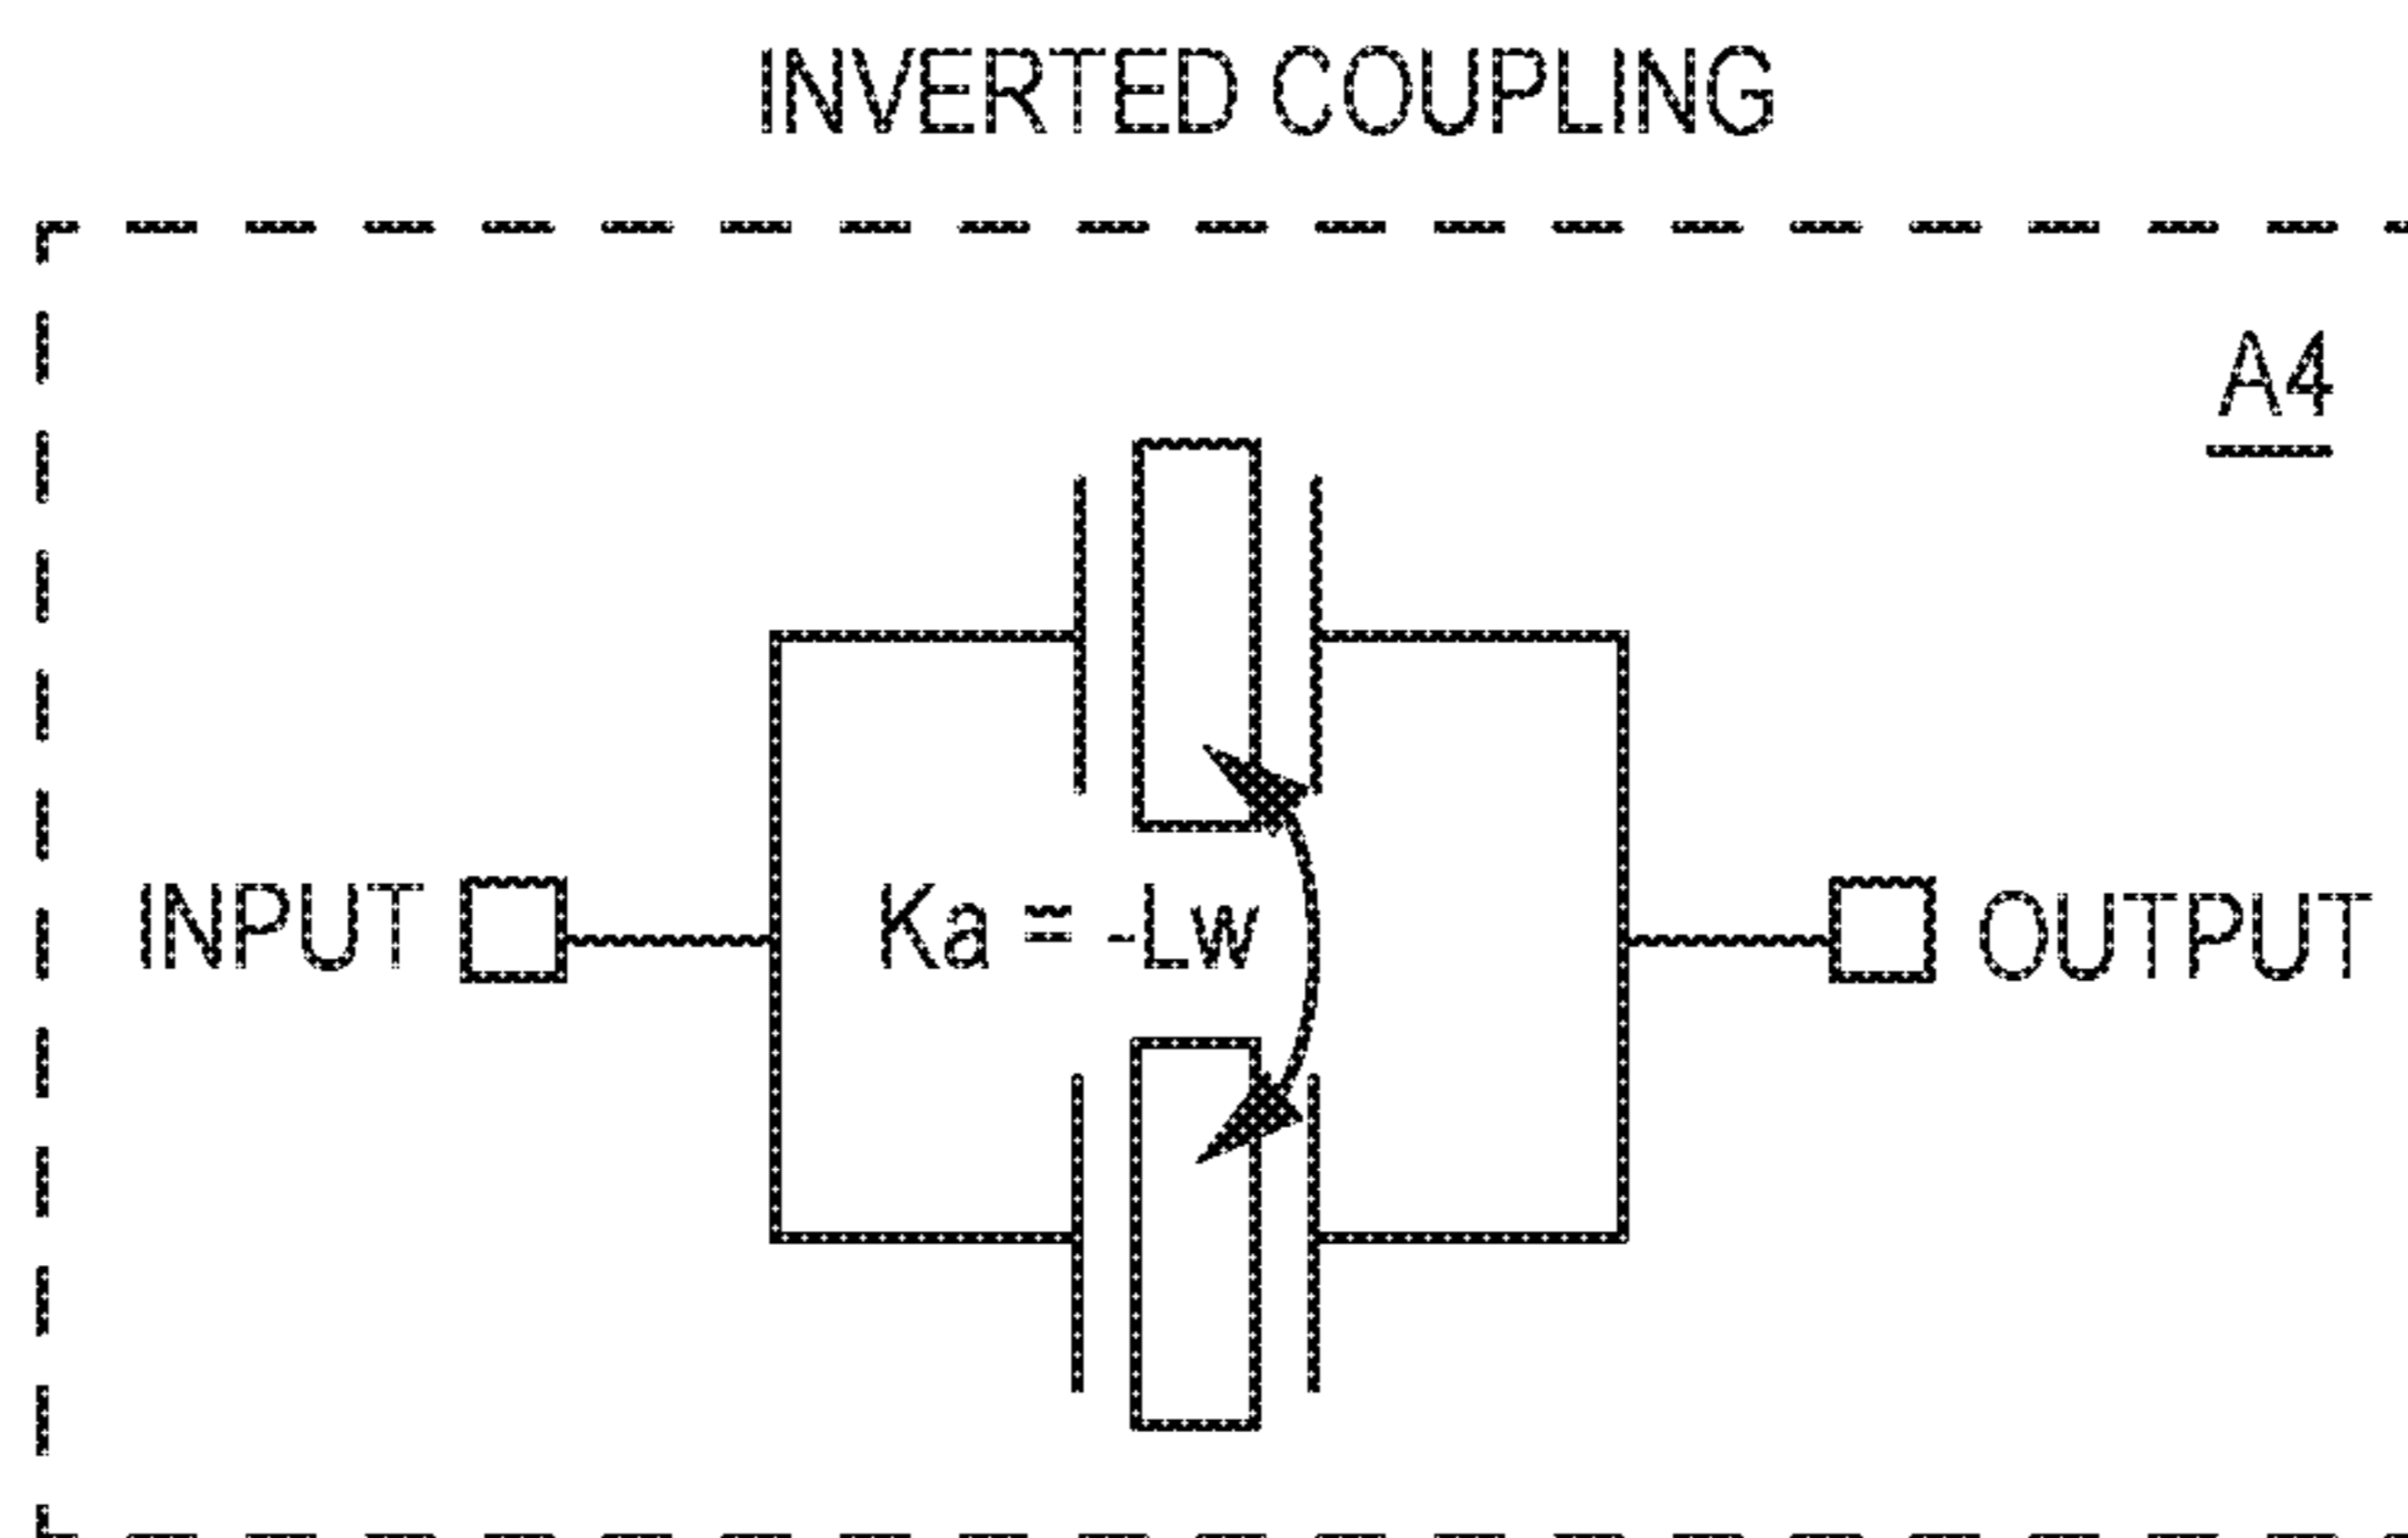 INVERTED COUPLING
A4
INPUT
Ka = -Lw
OUTPUT